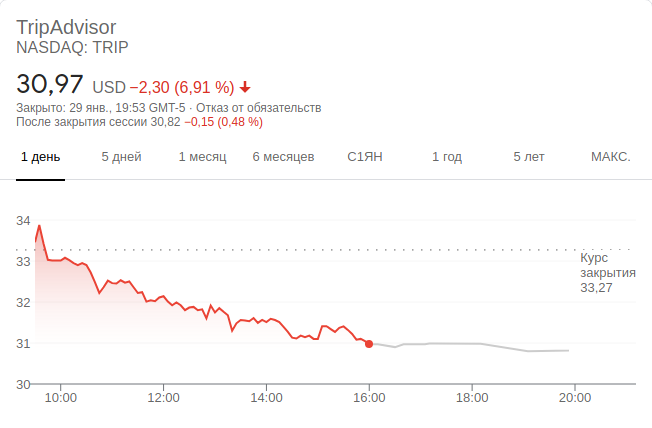 TripAdvisor
NASDAQ: TRIP
30,97 USD −2,30 (6,91 %)
Закрыто: 29 янв., 19:53 GMT-5 · Отказ от обязательств
После закрытия сессии 30,82 −0,15 (0,48 %)
1 день 5 дней 1 месяц 6 месяцев С1ЯН 1 год 5 лет МАКС.
34
33
32
31
30
Курс
закрытия
33,27
10:00 12:00 14:00 16:00 18:00 20:00